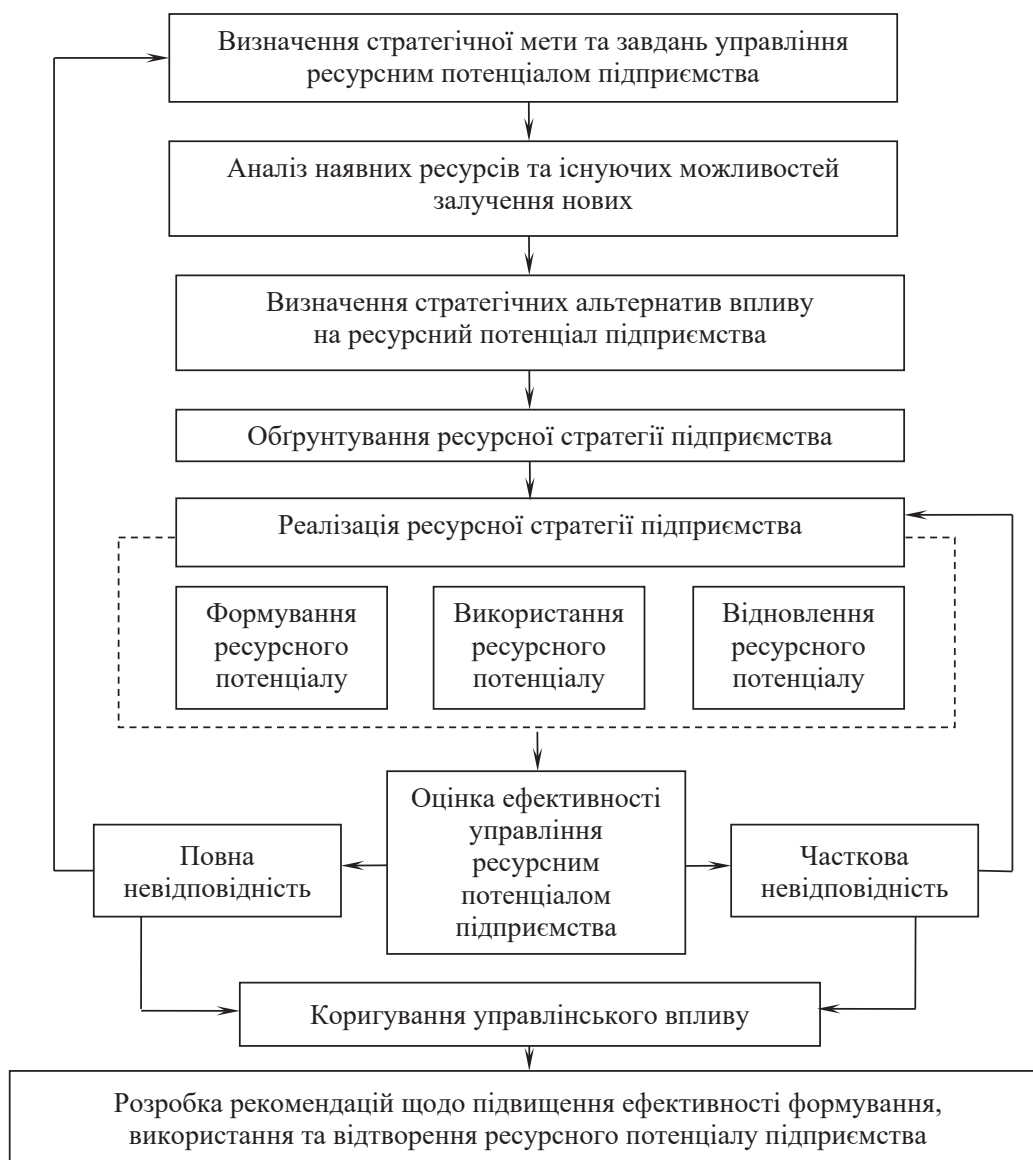 Визначення стратегічної мети та завдань управління
ресурсним потенціалом підприємства
Аналіз наявних ресурсів та існуючих можливостей
залучення нових
Визначення стратегічних альтернатив впливу
на ресурсний потенціал підприємства
Обґрунтування ресурсної стратегії підприємства
Реалізація ресурсної стратегії підприємства
Формування
ресурсного
потенціалу
Використання
ресурсного
потенціалу
Відновлення
ресурсного
потенціалу
Оцінка ефективності
управління
ресурсним
потенціалом
підприємства
Повна
невідповідність
Часткова
невідповідність
Коригування управлінського впливу
Розробка рекомендацій щодо підвищення ефективності формування,
використання та відтворення ресурсного потенціалу підприємства